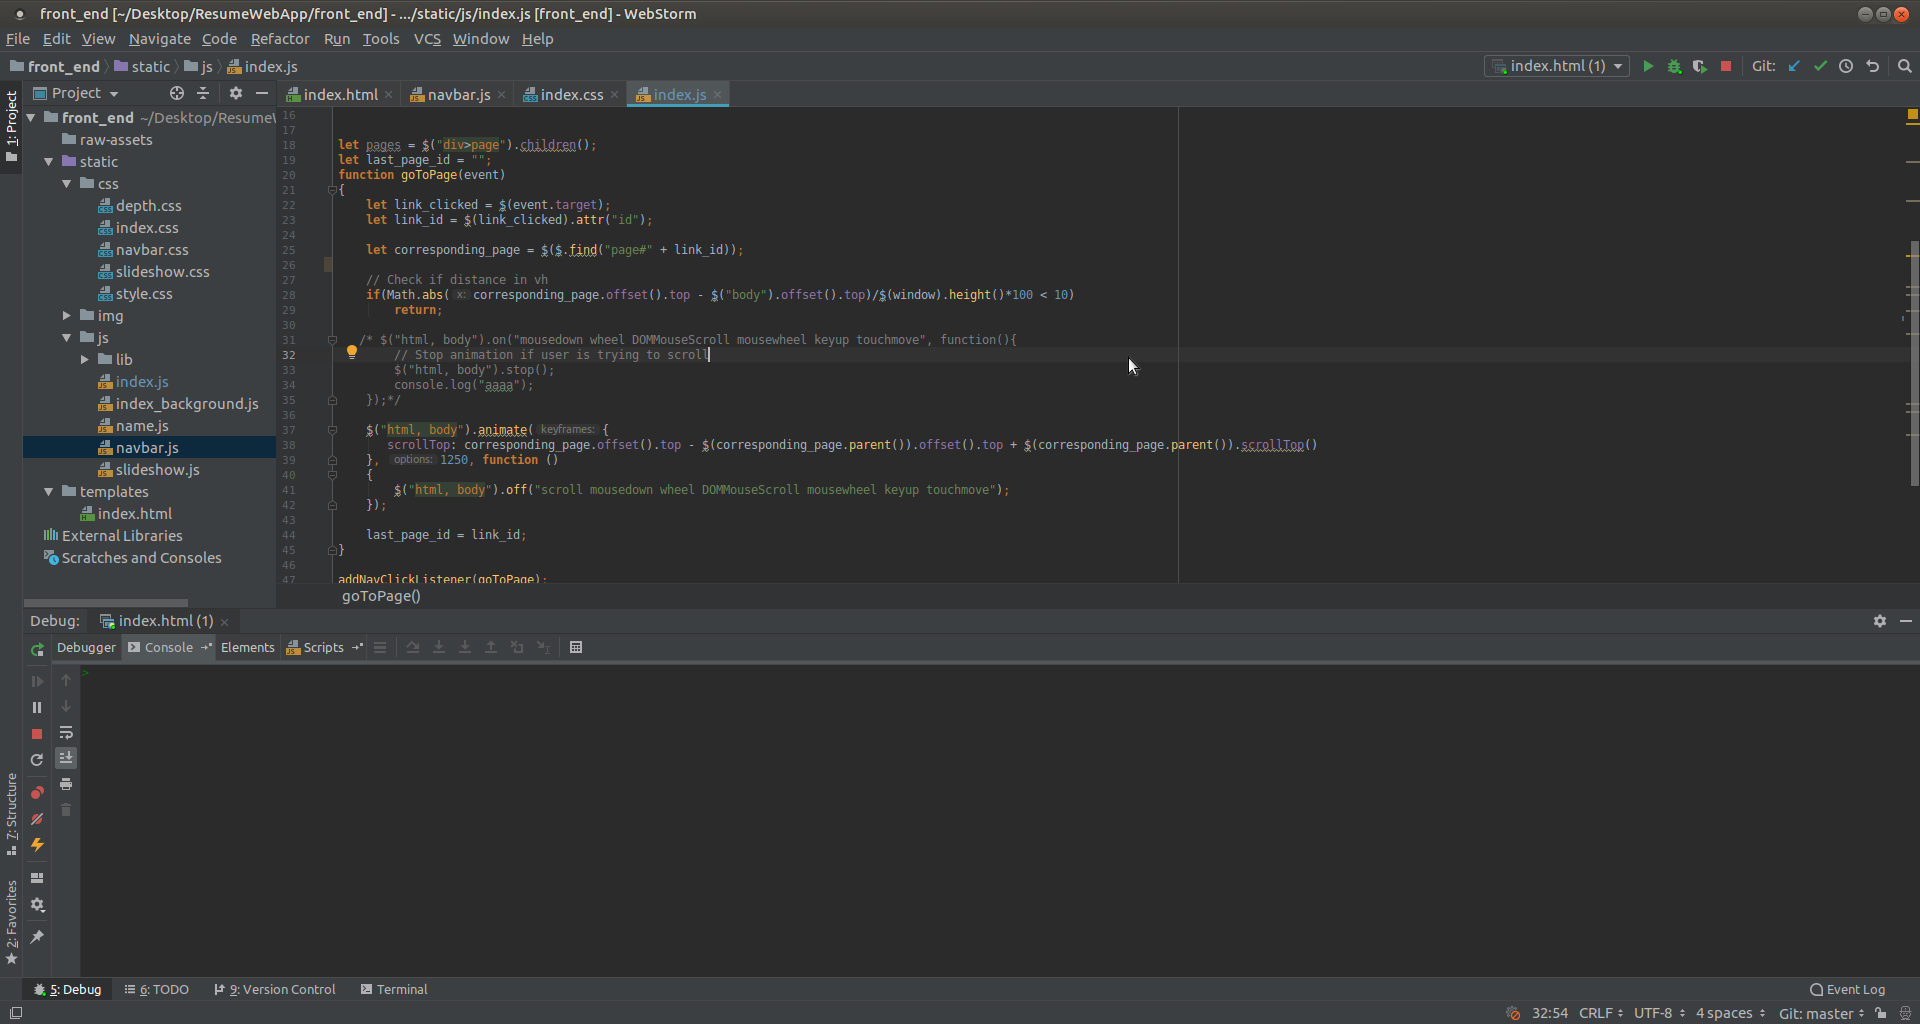 front_end [~/Desktop/ResumeWebApp/front_end] - .../static/js/index.js [front_end] - WebStorm
File Edit View Navigate Code Refactor Run Tools VCS Window Help
front_end static js index.js
index.html (1) Git:
1: Project
Project
index.html navbar.js index.css index.js
front_end ~/Desktop/ResumeW
raw-assets
static
css
depth.css
index.css
navbar.css
slideshow.css
style.css
img
js
lib
index.js
index_background.js
name.js
navbar.js
slideshow.js
templates
index.html
External Libraries
Scratches and Consoles
16
17
18 let pages = $("div>page").children();
19 let last_page_id = "";
20 function goToPage(event)
21 {
22 let link_clicked = $(event.target);
23 let link_id = $(link_clicked).attr("id");
24
25 let corresponding_page = $($.find("page#" + link_id));
26
27 // Check if distance in vh
28 if(Math.abs( x: corresponding_page.offset().top - $("body").offset().top)/$(window).height()*100 < 10)
29 return;
30
31 /* $("html, body").on("mousedown wheel DOMMouseScroll mousewheel keyup touchmove", function(){
32 // Stop animation if user is trying to scroll
33 $("html, body").stop();
34 console.log("aaaa");
35 });*/
36
37 $("html, body").animate( keyframes: {
38 scrollTop: corresponding_page.offset().top - $(corresponding_page.parent()).offset().top + $(corresponding_page.parent()).scrollTop()
39 }, options: 1250, function ()
40 {
41 $("html, body").off("scroll mousedown wheel DOMMouseScroll mousewheel keyup touchmove");
42 });
43
44 last_page_id = link_id;
45 }
46
47 addNavClickListener(goToPage);
goToPage()
Debug: index.html (1)
Debugger Console Elements Scripts
>
7: Structure
2: Favorites
5: Debug 6: TODO 9: Version Control Terminal Event Log
32:54 CRLF UTF-8 4 spaces Git: master